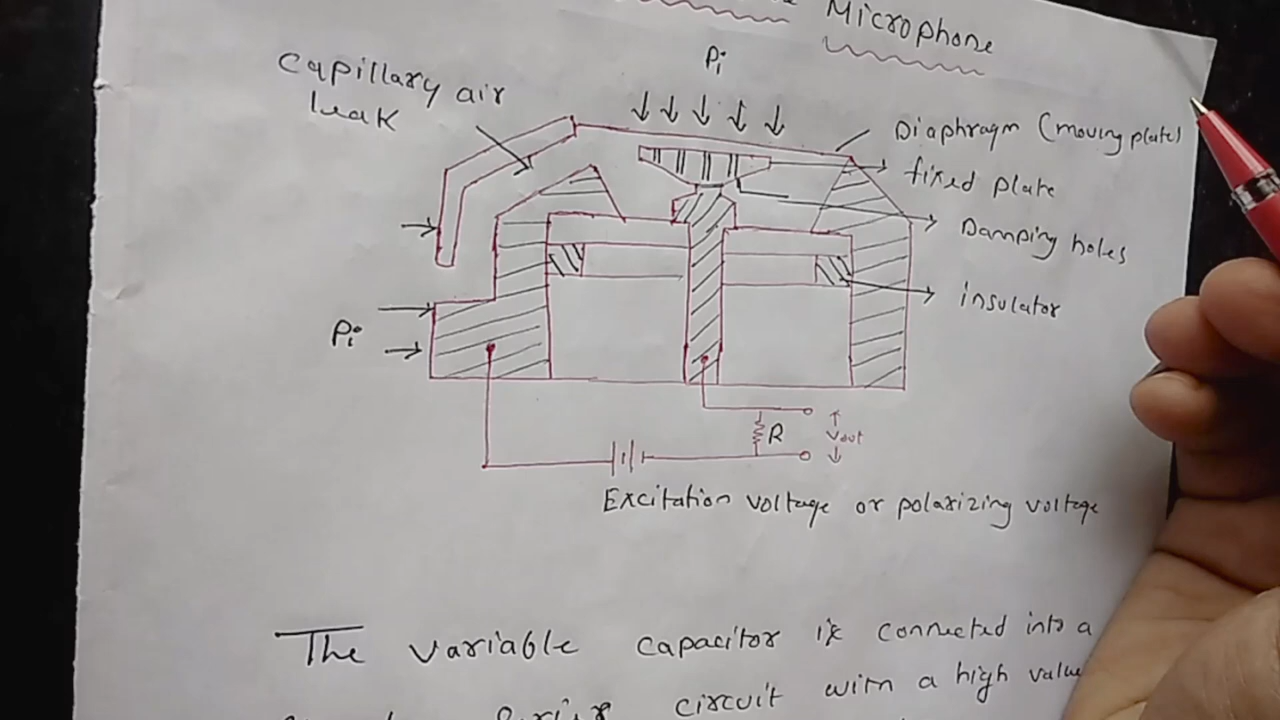 Microphone
Pi
Capillary air
leak
Diaphragm (moving plate)
fixed plate
Damping holes
insulator
Pi
R
Vout
Excitation voltage or polarizing voltage
The variable capacitor is connected into a
circuit with a high value